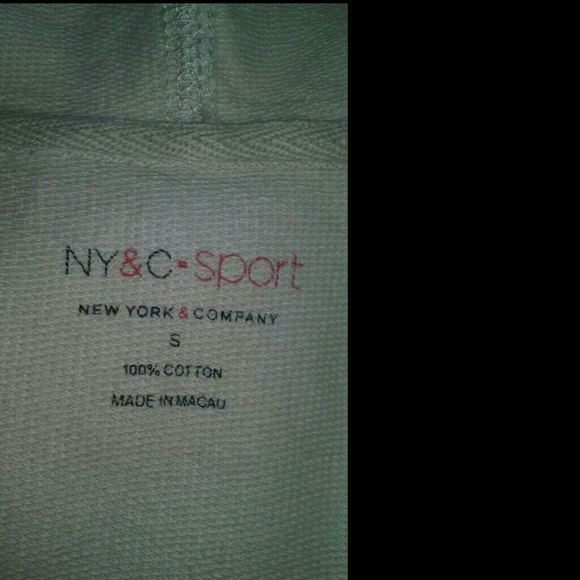 NY&C•Sport
NEW YORK & COMPANY
S
100% COTTON
MADE IN MACAU